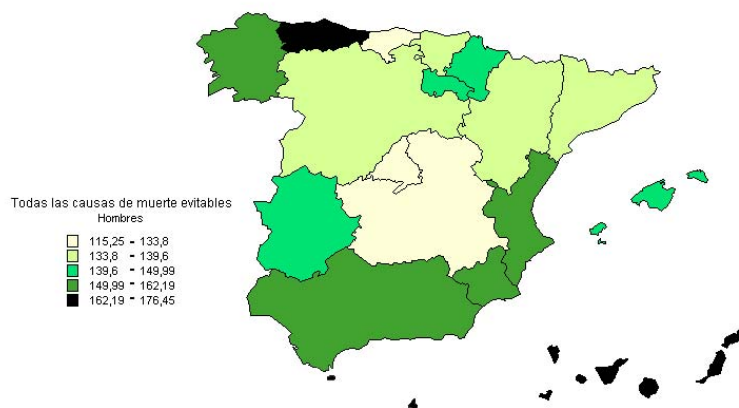 Todas las causas de muerte evitables
Hombres
115,25 - 133,8
133,8 - 139,6
139,6 - 149,99
149,99 - 162,19
162,19 - 176,45